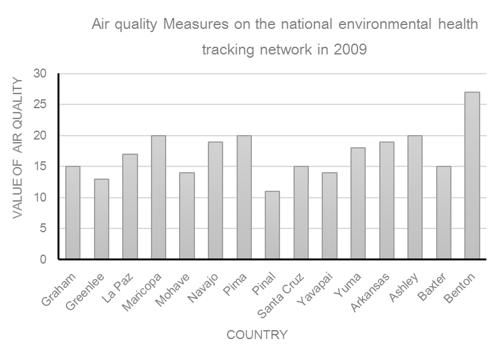 Air quality Measures on the national environmental health
tracking network in 2009
VALUE OF AIR QUALITY
30
25
20
15
10
5
0
Graham
Greenlee
La Paz
Maricopa
Mohave
Navajo
Pima
Pinal
Santa Cruz
Yavapai
Yuma
Arkansas
Ashley
Baxter
Benton
COUNTRY